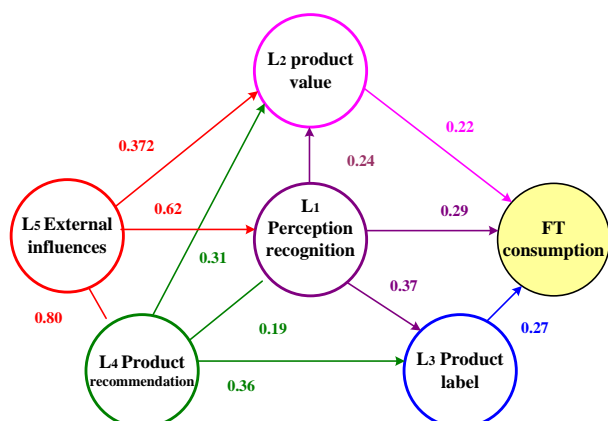 L2 product
value
0.372
0.22
0.24
L5 External
influences
0.62
L1
Perception
recognition
0.29
FT
consumption
0.31
0.37
0.80
0.19
0.27
L4 Product
recommendation
0.36
L3 Product
label